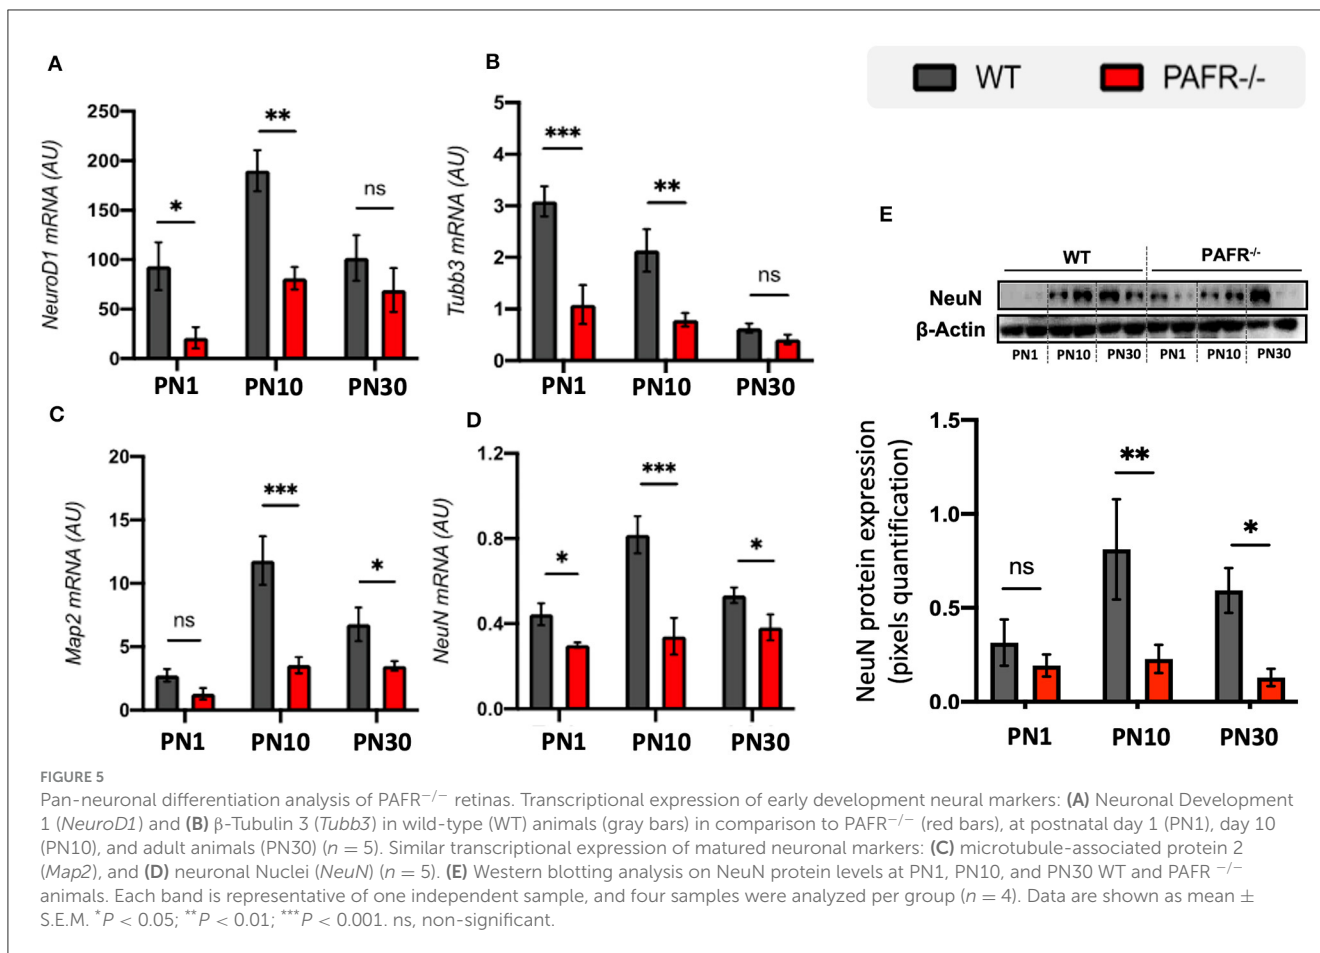 WT PAFR-/-
A
NeuroD1 mRNA (AU)
250
200
150
100
50
0
*
**
ns
PN1 PN10 PN30
B
Tubb3 mRNA (AU)
5
4
3
2
1
0
***
**
ns
PN1 PN10 PN30
C
Map2 mRNA (AU)
20
15
10
5
0
ns
***
*
PN1 PN10 PN30
D
NeuN mRNA (AU)
1.2
0.8
0.4
0.0
*
***
*
PN1 PN10 PN30
E
WT PAFR-/-
NeuN
β-Actin
PN1 PN10 PN30 PN1 PN10 PN30
NeuN protein expression
(pixels quantification)
1.5
1.0
0.5
0.0
ns
**
*
PN1 PN10 PN30
FIGURE 5
Pan-neuronal differentiation analysis of PAFR−/− retinas. Transcriptional expression of early development neural markers: (A) Neuronal Development
1 (NeuroD1) and (B) β-Tubulin 3 (Tubb3) in wild-type (WT) animals (gray bars) in comparison to PAFR−/− (red bars), at postnatal day 1 (PN1), day 10
(PN10), and adult animals (PN30) (n = 5). Similar transcriptional expression of matured neuronal markers: (C) microtubule-associated protein 2
(Map2), and (D) neuronal Nuclei (NeuN) (n = 5). (E) Western blotting analysis on NeuN protein levels at PN1, PN10, and PN30 WT and PAFR −/−
animals. Each band is representative of one independent sample, and four samples were analyzed per group (n = 4). Data are shown as mean ±
S.E.M. *P < 0.05; **P < 0.01; ***P < 0.001. ns, non-significant.